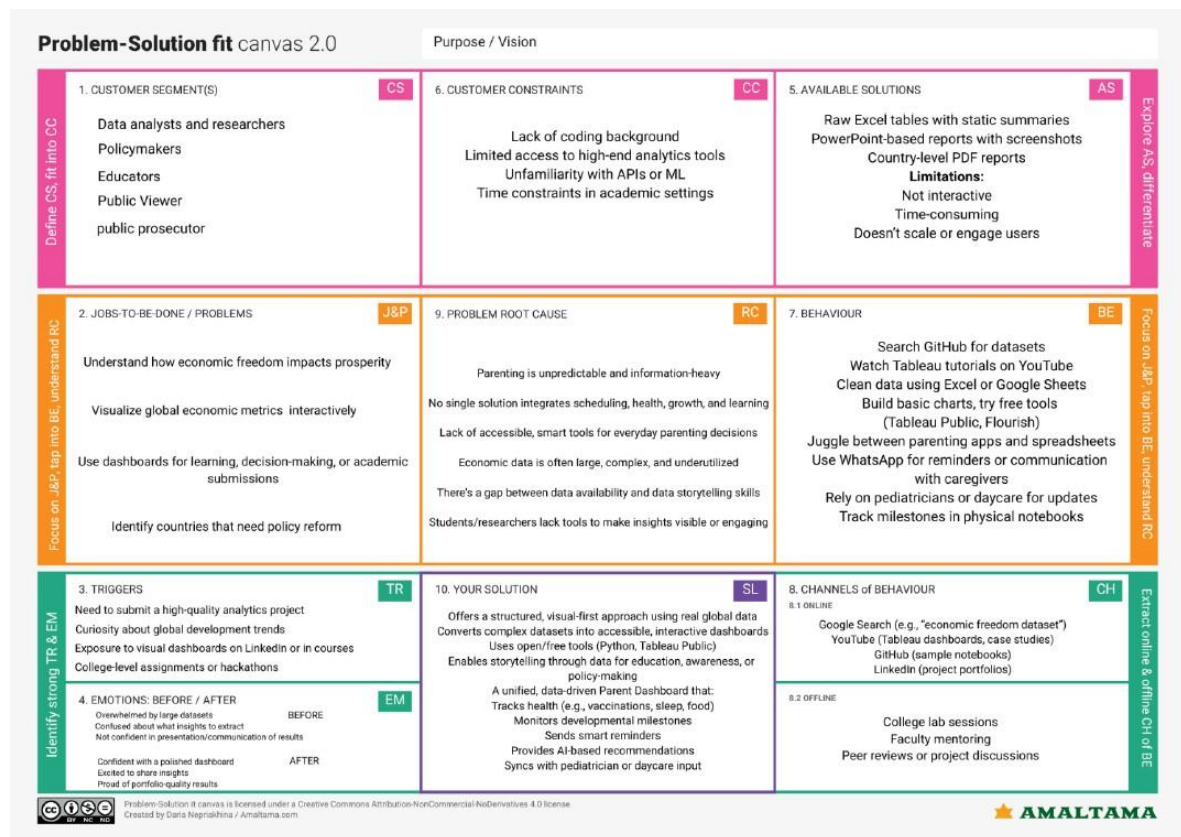 Problem-Solution fit canvas 2.0
Purpose / Vision
Define CS, fit into CC
1. CUSTOMER SEGMENT(S)
CS
Data analysts and researchers
Policymakers
Educators
Public Viewer
public prosecutor
6. CUSTOMER CONSTRAINTS
CC
Lack of coding background
Limited access to high-end analytics tools
Unfamiliarity with APIs or ML
Time constraints in academic settings
5. AVAILABLE SOLUTIONS
AS
Raw Excel tables with static summaries
PowerPoint-based reports with screenshots
Country-level PDF reports
Limitations:
Not interactive
Time-consuming
Doesn't scale or engage users
Explore AS, differentiate
Focus on J&P, tap into BE, understand RC
2. JOBS-TO-BE-DONE / PROBLEMS
J&P
Understand how economic freedom impacts prosperity
Visualize global economic metrics interactively
Use dashboards for learning, decision-making, or academic
submissions
Identify countries that need policy reform
9. PROBLEM ROOT CAUSE
RC
Parenting is unpredictable and information-heavy
No single solution integrates scheduling, health, growth, and learning
Lack of accessible, smart tools for everyday parenting decisions
Economic data is often large, complex, and underutilized
There's a gap between data availability and data storytelling skills
Students/researchers lack tools to make insights visible or engaging
7. BEHAVIOUR
BE
Search GitHub for datasets
Watch Tableau tutorials on YouTube
Clean data using Excel or Google Sheets
Build basic charts, try free tools
(Tableau Public, Flourish)
Juggle between parenting apps and spreadsheets
Use WhatsApp for reminders or communication
with caregivers
Rely on pediatricians or daycare for updates
Track milestones in physical notebooks
Focus on J&P, tap into BE, understand RC
Identify strong TR & EM
3. TRIGGERS
TR
Need to submit a high-quality analytics project
Curiosity about global development trends
Exposure to visual dashboards on LinkedIn or in courses
College-level assignments or hackathons
4. EMOTIONS: BEFORE / AFTER
EM
Overwhelmed by large datasets
BEFORE
Confused about what insights to extract
Not confident in presentation/communication of results
Confident with a polished dashboard
AFTER
Excited to share insights
Proud of portfolio-quality results
10. YOUR SOLUTION
SL
Offers a structured, visual-first approach using real global data
Converts complex datasets into accessible, interactive dashboards
Uses open/free tools (Python, Tableau Public)
Enables storytelling through data for education, awareness, or
policy-making
A unified, data-driven Parent Dashboard that:
Tracks health (e.g., vaccinations, sleep, food)
Monitors developmental milestones
Sends smart reminders
Provides AI-based recommendations
Syncs with pediatrician or daycare input
8. CHANNELS of BEHAVIOUR
CH
8.1 ONLINE
Google Search (e.g., "economic freedom dataset")
YouTube (Tableau dashboards, case studies)
GitHub (sample notebooks)
LinkedIn (project portfolios)
8.2 OFFLINE
College lab sessions
Faculty mentoring
Peer reviews or project discussions
Extract online & offline CH of BE
cc
BY NC ND
Problem-Solution fit canvas is licensed under a Creative Commons Attribution-NonCommercial-NoDerivatives 4.0 license
Created by Daria Nepriakhina / Amaltama.com
AMALTAMA